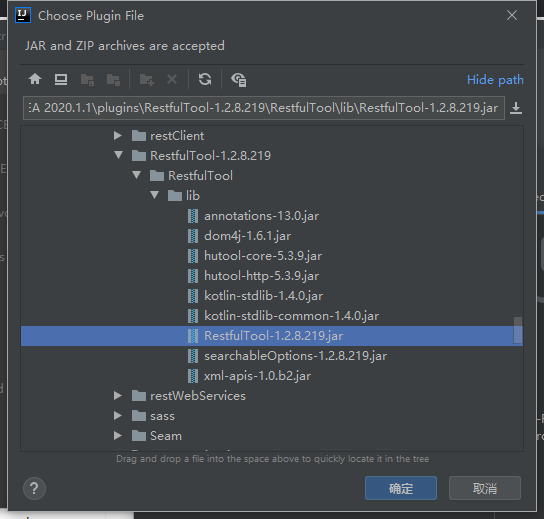 Choose Plugin File
JAR and ZIP archives are accepted
Hide path
EA 2020.1.1\plugins\RestfulTool-1.2.8.219\RestfulTool\lib\RestfulTool-1.2.8.219.jar
restClient
RestfulTool-1.2.8.219
RestfulTool
lib
annotations-13.0.jar
dom4j-1.6.1.jar
hutool-core-5.3.9.jar
hutool-http-5.3.9.jar
kotlin-stdlib-1.4.0.jar
kotlin-stdlib-common-1.4.0.jar
RestfulTool-1.2.8.219.jar
searchableOptions-1.2.8.219.jar
xml-apis-1.0.b2.jar
restWebServices
sass
Seam
Drag and drop a file into the space above to quickly locate it in the tree
?
确定
取消